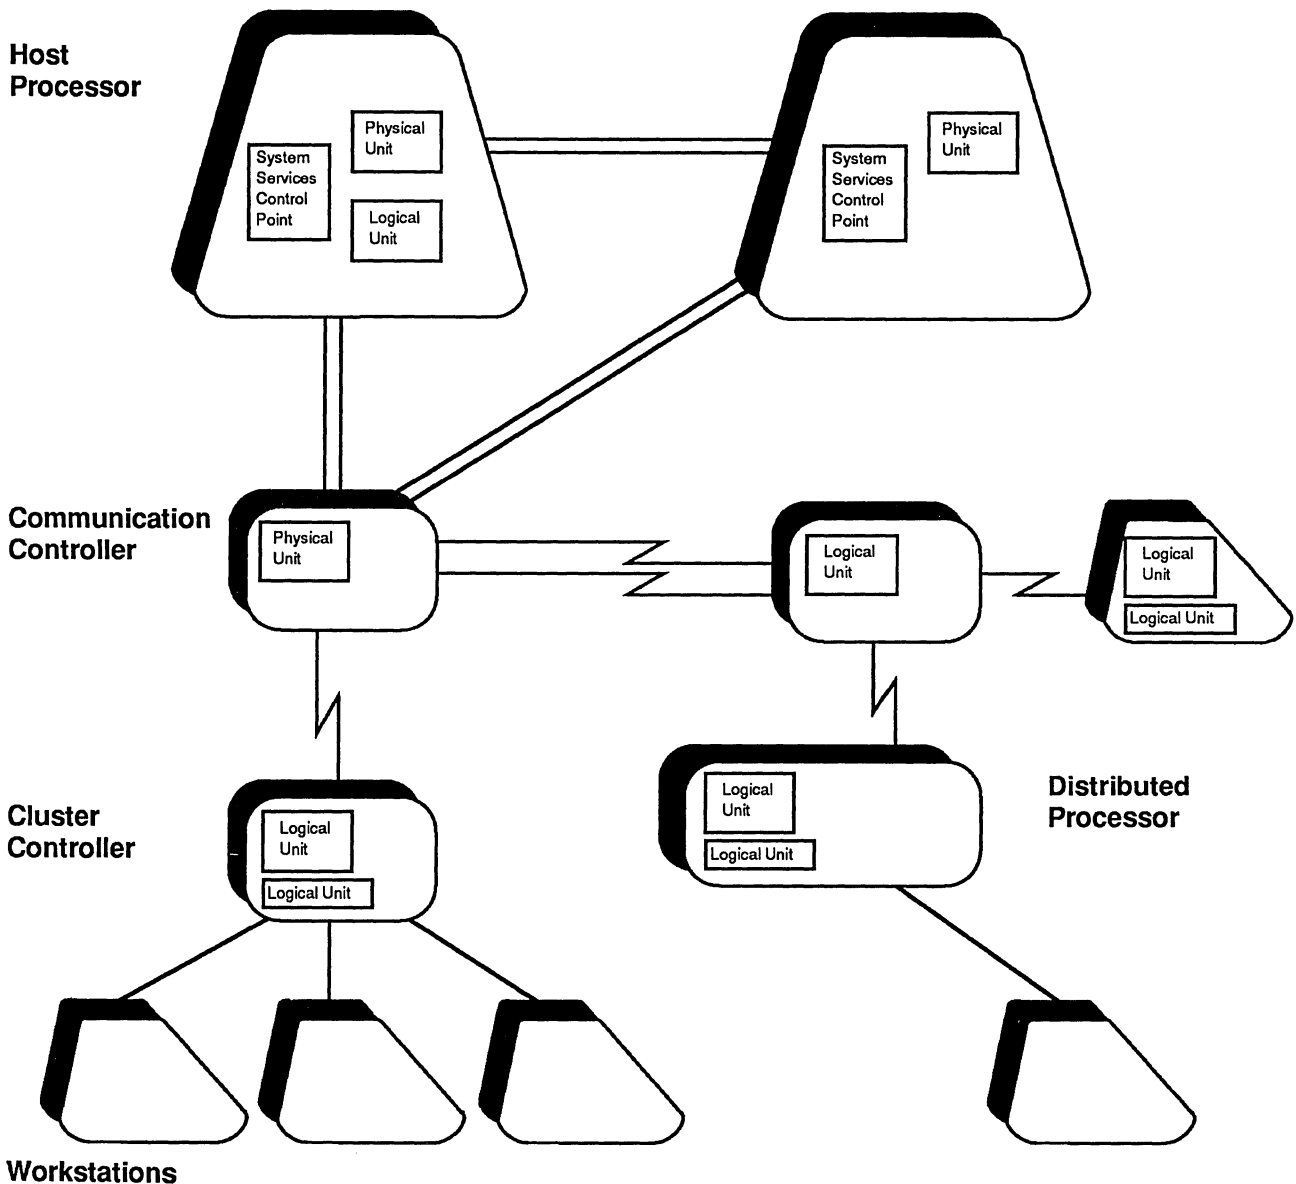 Host
Processor
Physical
Unit
System
Services
Control
Point
Logical
Unit
Physical
Unit
System
Services
Control
Point
Communication
Controller
Physical
Unit
Logical
Unit
Logical
Unit
Logical Unit
Cluster
Controller
Logical
Unit
Logical Unit
Logical
Unit
Logical Unit
Distributed
Processor
Workstations